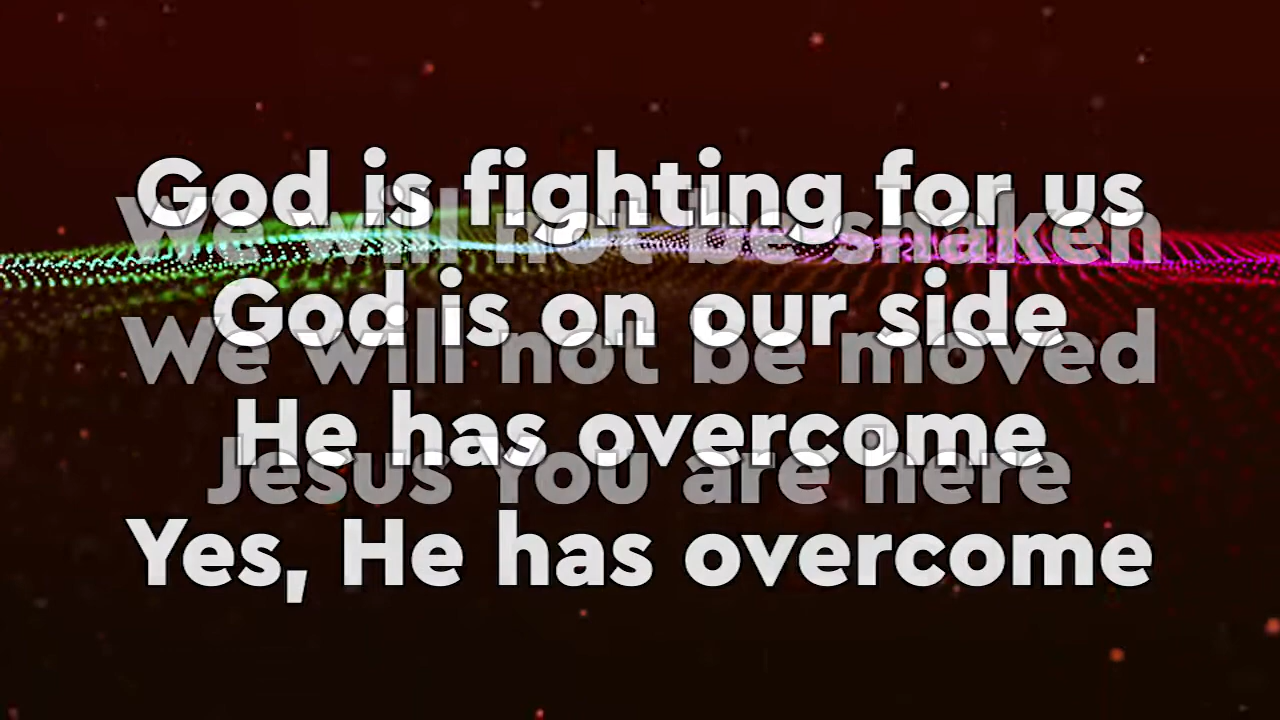 God is fighting for us
We will not be shaken
God is on our side
We will not be moved
He has overcome
Jesus You are here
Yes, He has overcome